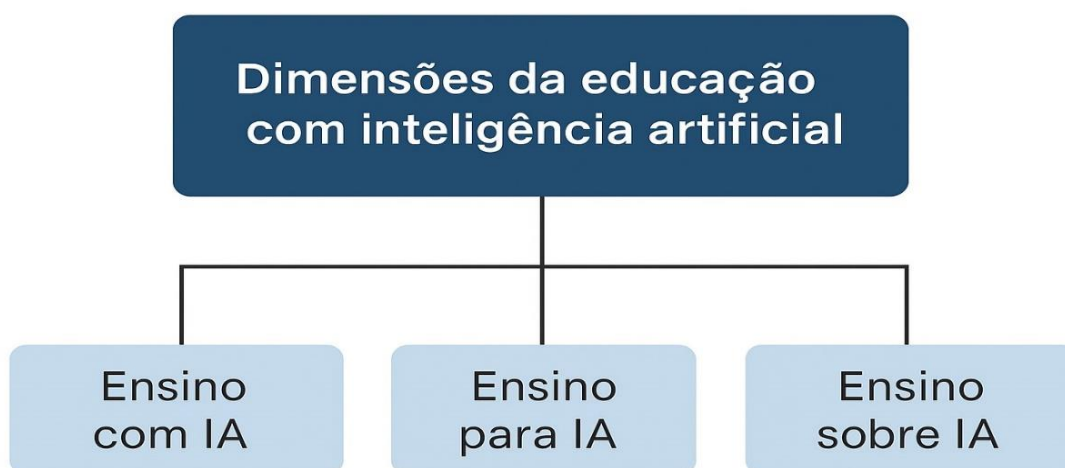 Dimensões da educação
com inteligência artificial
Ensino
com IA
Ensino
para IA
Ensino
sobre IA